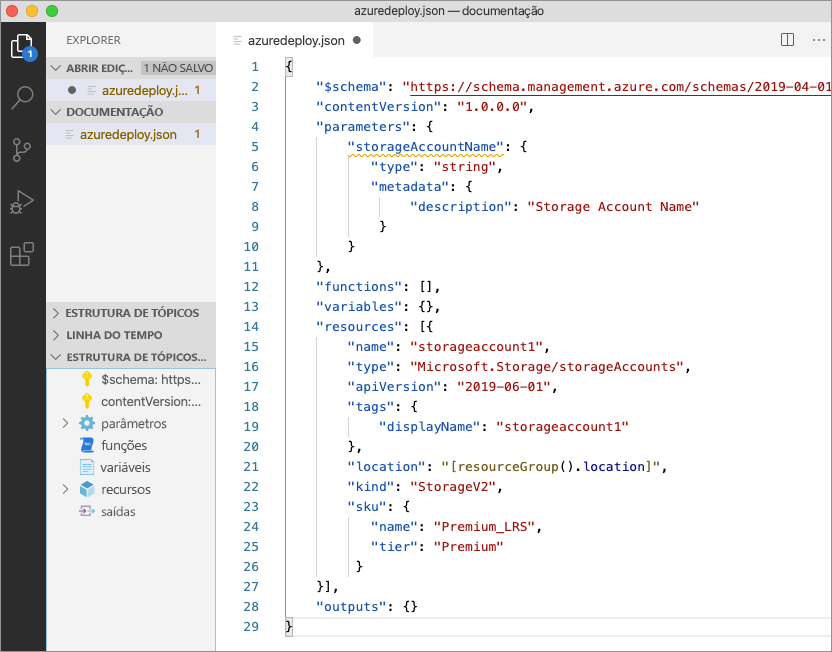 azuredeploy.json — documentação
1
EXPLORER
ABRIR EDIÇ... 1 NÃO SALVO
azuredeploy.j... 1
DOCUMENTAÇÃO
azuredeploy.json 1
ESTRUTURA DE TÓPICOS
LINHA DO TEMPO
ESTRUTURA DE TÓPICOS...
$schema: https...
contentVersion:...
parâmetros
funções
variáveis
recursos
saídas
azuredeploy.json
1 {
2 "$schema": "https://schema.management.azure.com/schemas/2019-04-01
3 "contentVersion": "1.0.0.0",
4 "parameters": {
5 "storageAccountName": {
6 "type": "string",
7 "metadata": {
8 "description": "Storage Account Name"
9 }
10 }
11 },
12 "functions": [],
13 "variables": {},
14 "resources": [{
15 "name": "storageaccount1",
16 "type": "Microsoft.Storage/storageAccounts",
17 "apiVersion": "2019-06-01",
18 "tags": {
19 "displayName": "storageaccount1"
20 },
21 "location": "[resourceGroup().location]",
22 "kind": "StorageV2",
23 "sku": {
24 "name": "Premium_LRS",
25 "tier": "Premium"
26 }
27 }],
28 "outputs": {}
29 }